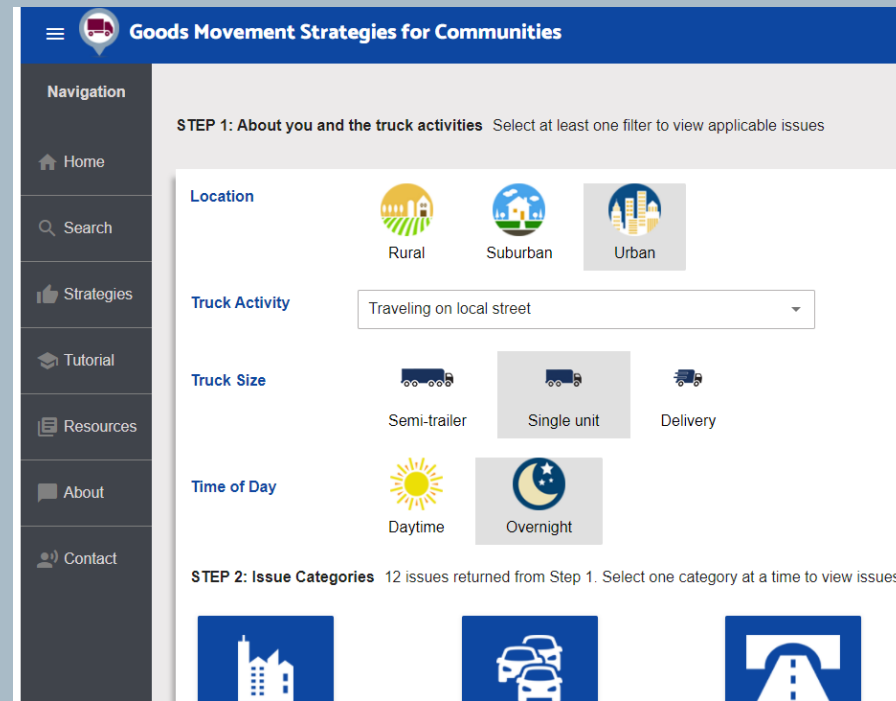 Goods Movement Strategies for Communities
Navigation
Home
Search
Strategies
Tutorial
Resources
About
Contact
STEP 1: About you and the truck activities Select at least one filter to view applicable issues
Location
Rural
Suburban
Urban
Truck Activity
Traveling on local street
Truck Size
Semi-trailer
Single unit
Delivery
Time of Day
Daytime
Overnight
STEP 2: Issue Categories 12 issues returned from Step 1. Select one category at a time to view issues